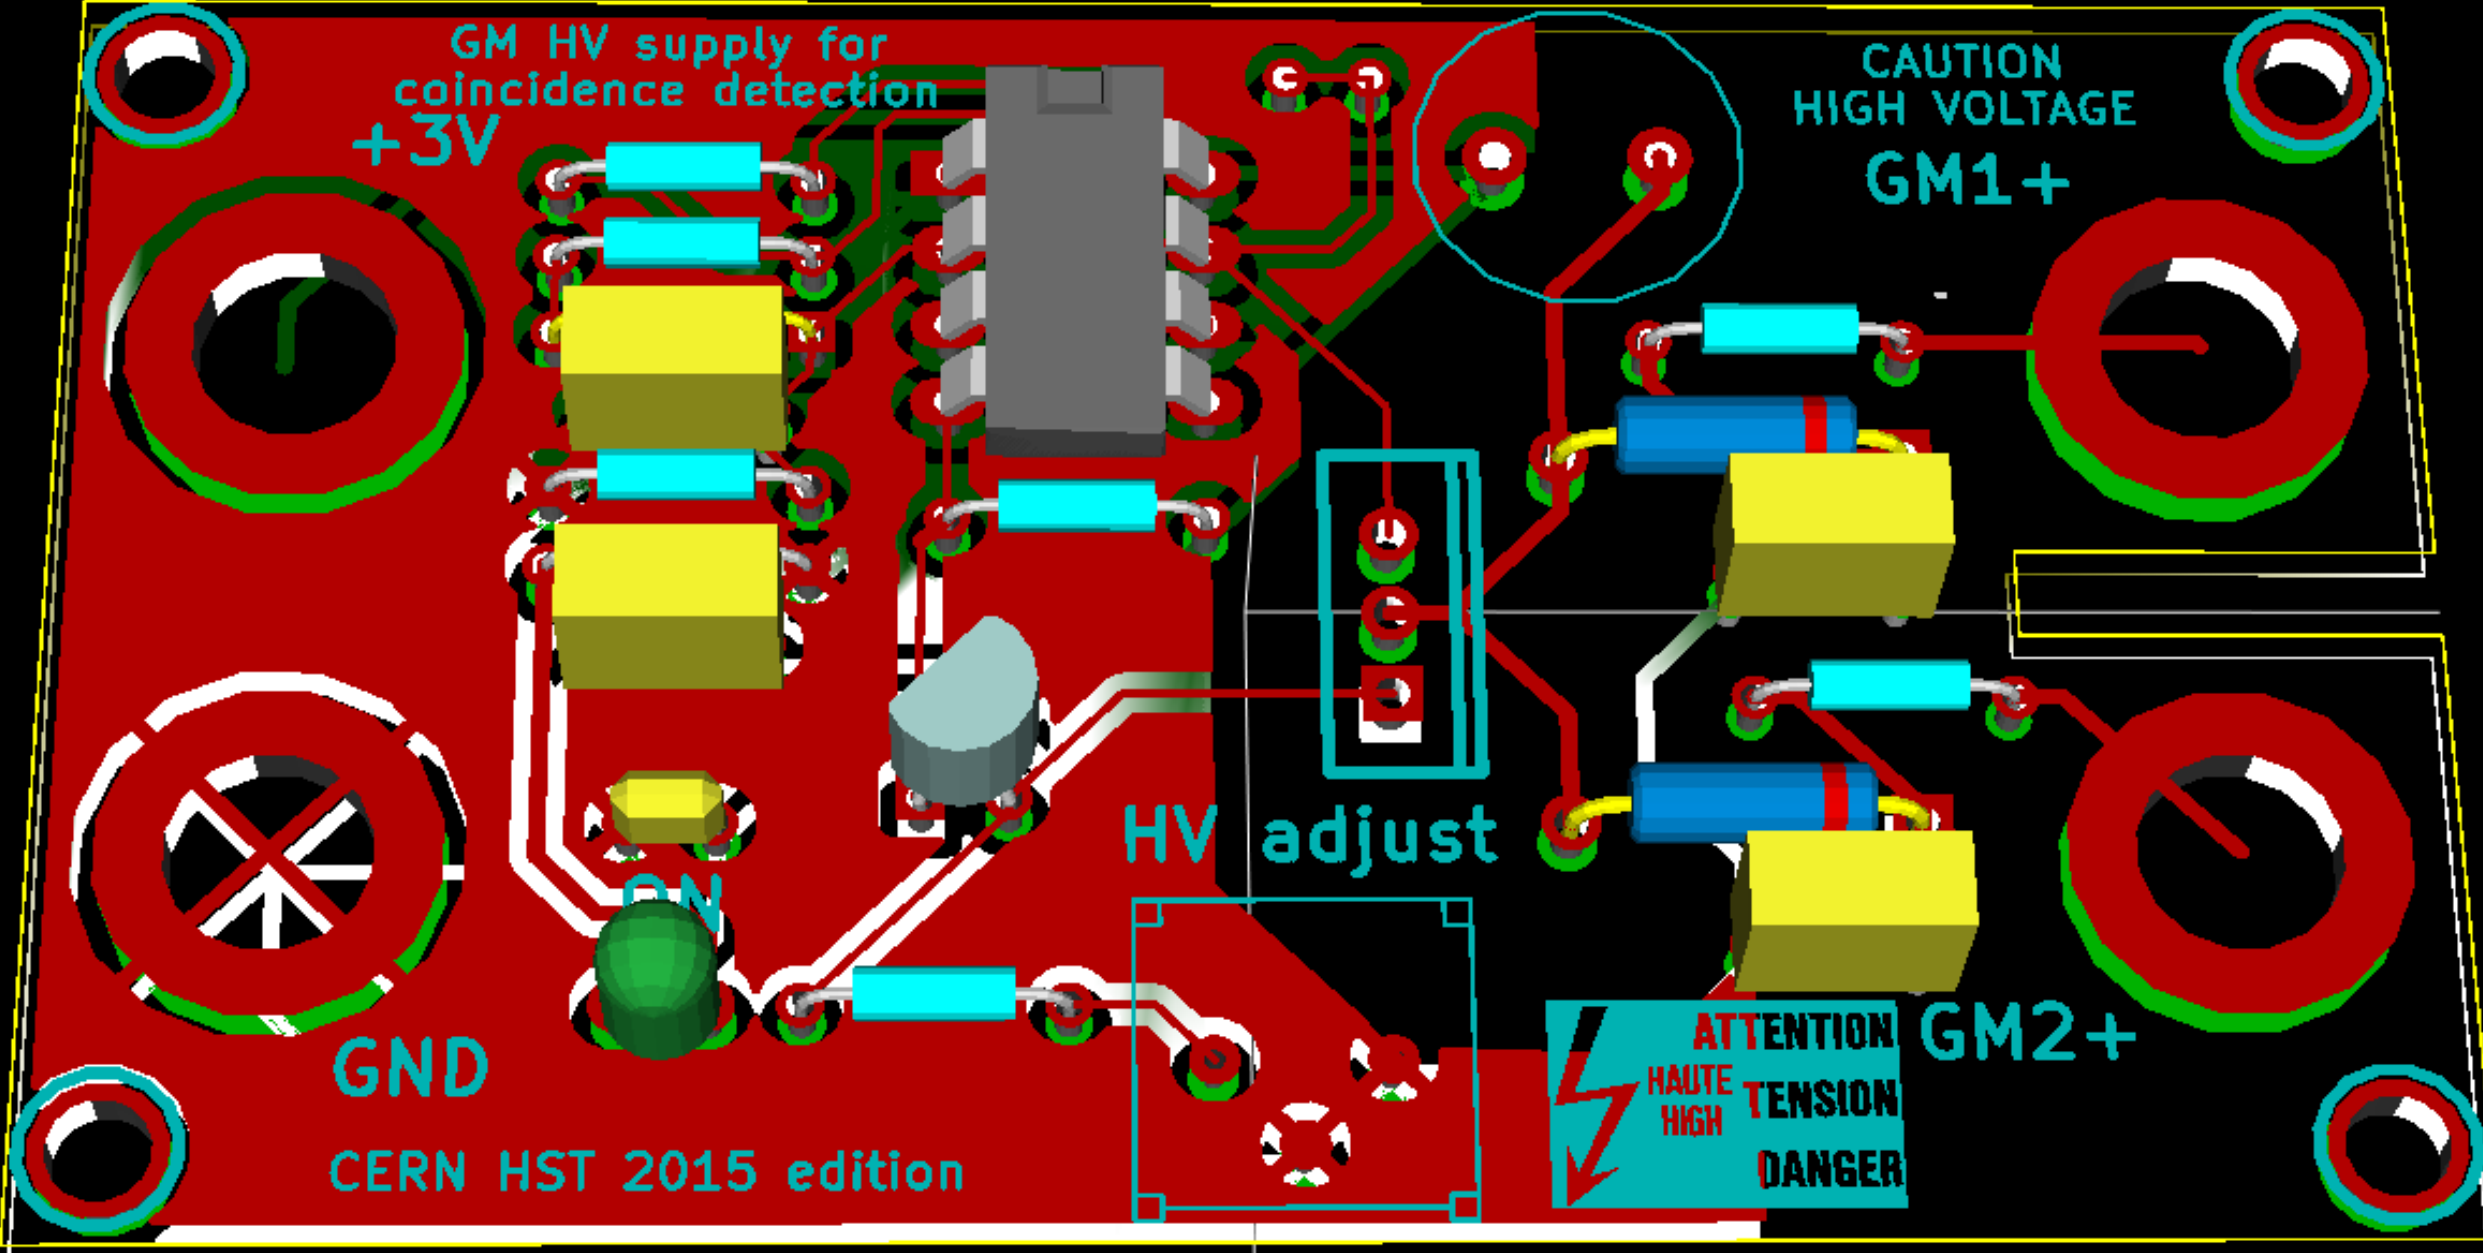 GM HV supply for
coincidence detection
+3V
CAUTION
HIGH VOLTAGE
GM1+
HV adjust
ON
GND
CERN HST 2015 edition
ATTENTION
HAUTE TENSION
HIGH
DANGER
GM2+